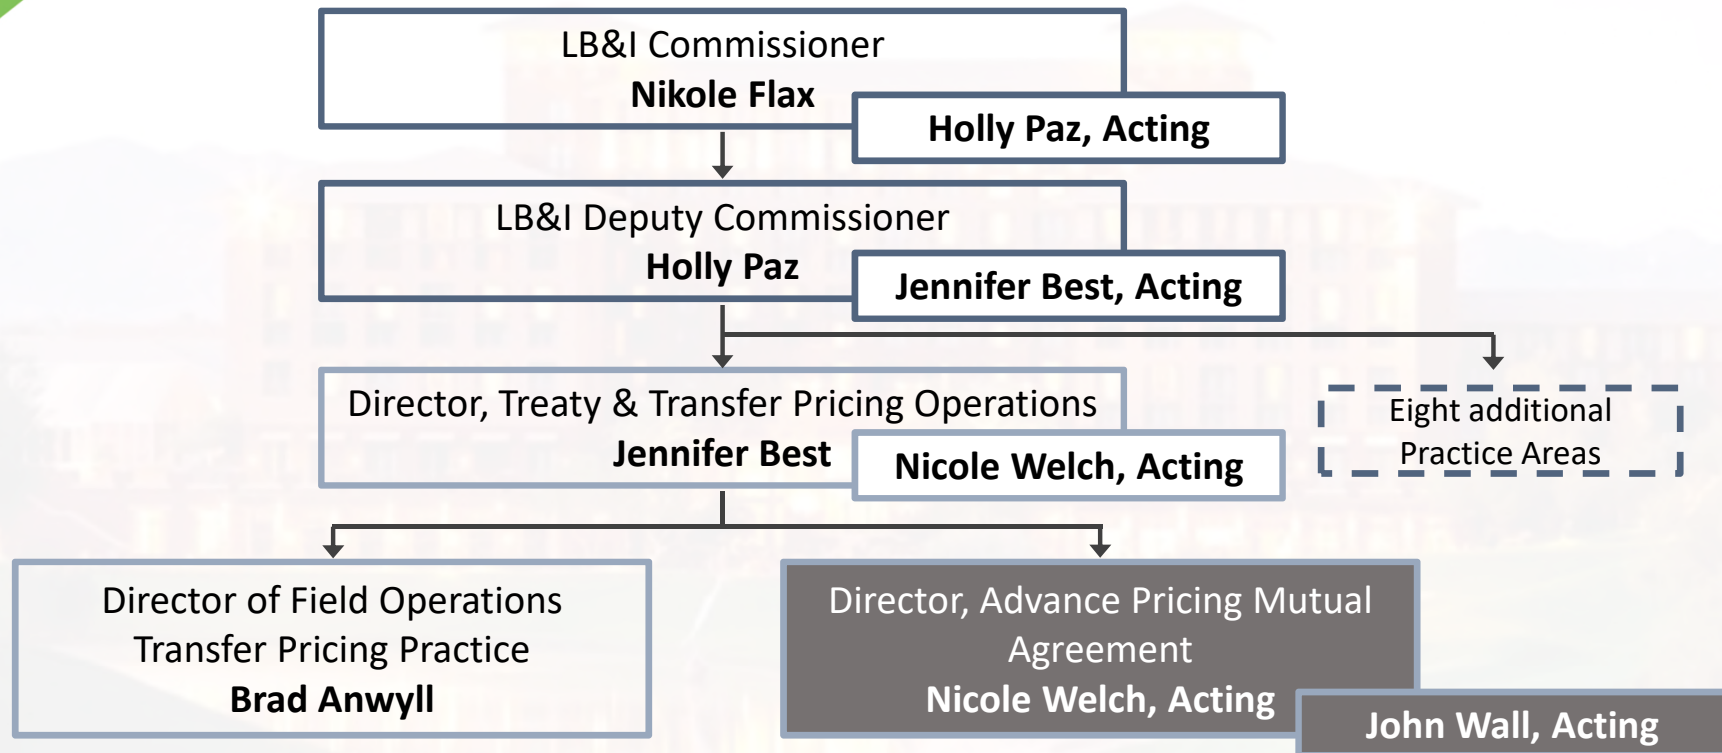 LB&I Commissioner
Nikole Flax
Holly Paz, Acting
LB&I Deputy Commissioner
Holly Paz
Jennifer Best, Acting
Director, Treaty & Transfer Pricing Operations
Jennifer Best
Nicole Welch, Acting
Eight additional
Practice Areas
Director of Field Operations
Transfer Pricing Practice
Brad Anwyll
Director, Advance Pricing Mutual
Agreement
Nicole Welch, Acting
John Wall, Acting